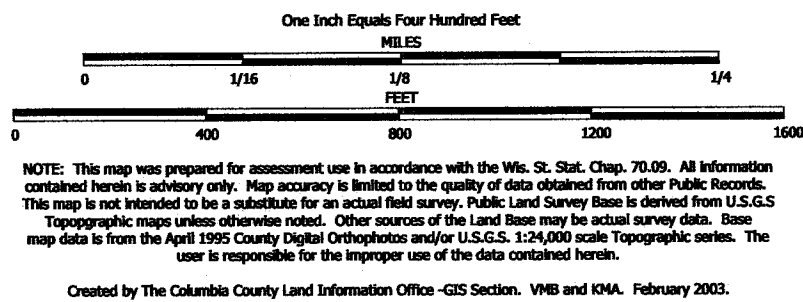 One Inch Equals Four Hundred Feet
MILES
0 1/16 1/8 1/4
FEET
0 400 800 1200 1600
NOTE: This map was prepared for assessment use in accordance with the Wis. St. Stat. Chap. 70.09. All information
contained herein is advisory only. Map accuracy is limited to the quality of data obtained from other Public Records.
This map is not intended to be a substitute for an actual field survey. Public Land Survey Base is derived from U.S.G.S
Topopgraphic maps unless otherwise noted. Other sources of the Land Base may be actual survey data. Base
map data is from the April 1995 County Digital Orthophotos and/or U.S.G.S. 1:24,000 scale Topographic series. The
user is responsible for the improper use of the data contained herein.
Created by The Columbia County Land Information Office -GIS Section. VMB and KMA. February 2003.